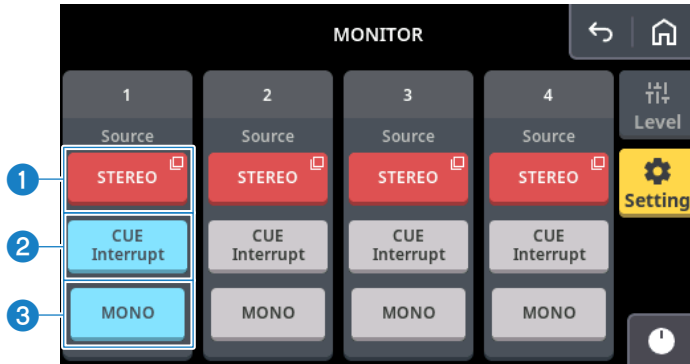 MONITOR
1 2 3 4
Level
Source Source Source Source
1 STEREO STEREO STEREO STEREO
Setting
2 CUE Interrupt CUE Interrupt CUE Interrupt CUE Interrupt
3 MONO MONO MONO MONO